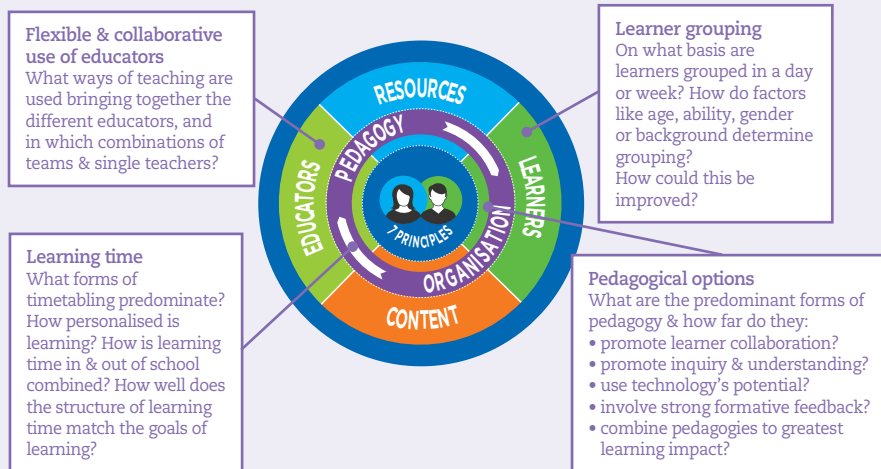 Flexible & collaborative
use of educators
What ways of teaching are
used bringing together the
different educators, and
in which combinations of
teams & single teachers?
Learner grouping
On what basis are
learners grouped in a day
or week? How do factors
like age, ability, gender
or background determine
grouping?
How could this be
improved?
RESOURCES
PEDAGOGY
EDUCATORS
LEARNERS
7 PRINCIPLES
ORGANISATION
CONTENT
Learning time
What forms of
timetabling predominate?
How personalised is
learning? How is learning
time in & out of school
combined? How well does
the structure of learning
time match the goals of
learning?
Pedagogical options
What are the predominant forms of
pedagogy & how far do they:
• promote learner collaboration?
• promote inquiry & understanding?
• use technology's potential?
• involve strong formative feedback?
• combine pedagogies to greatest
learning impact?